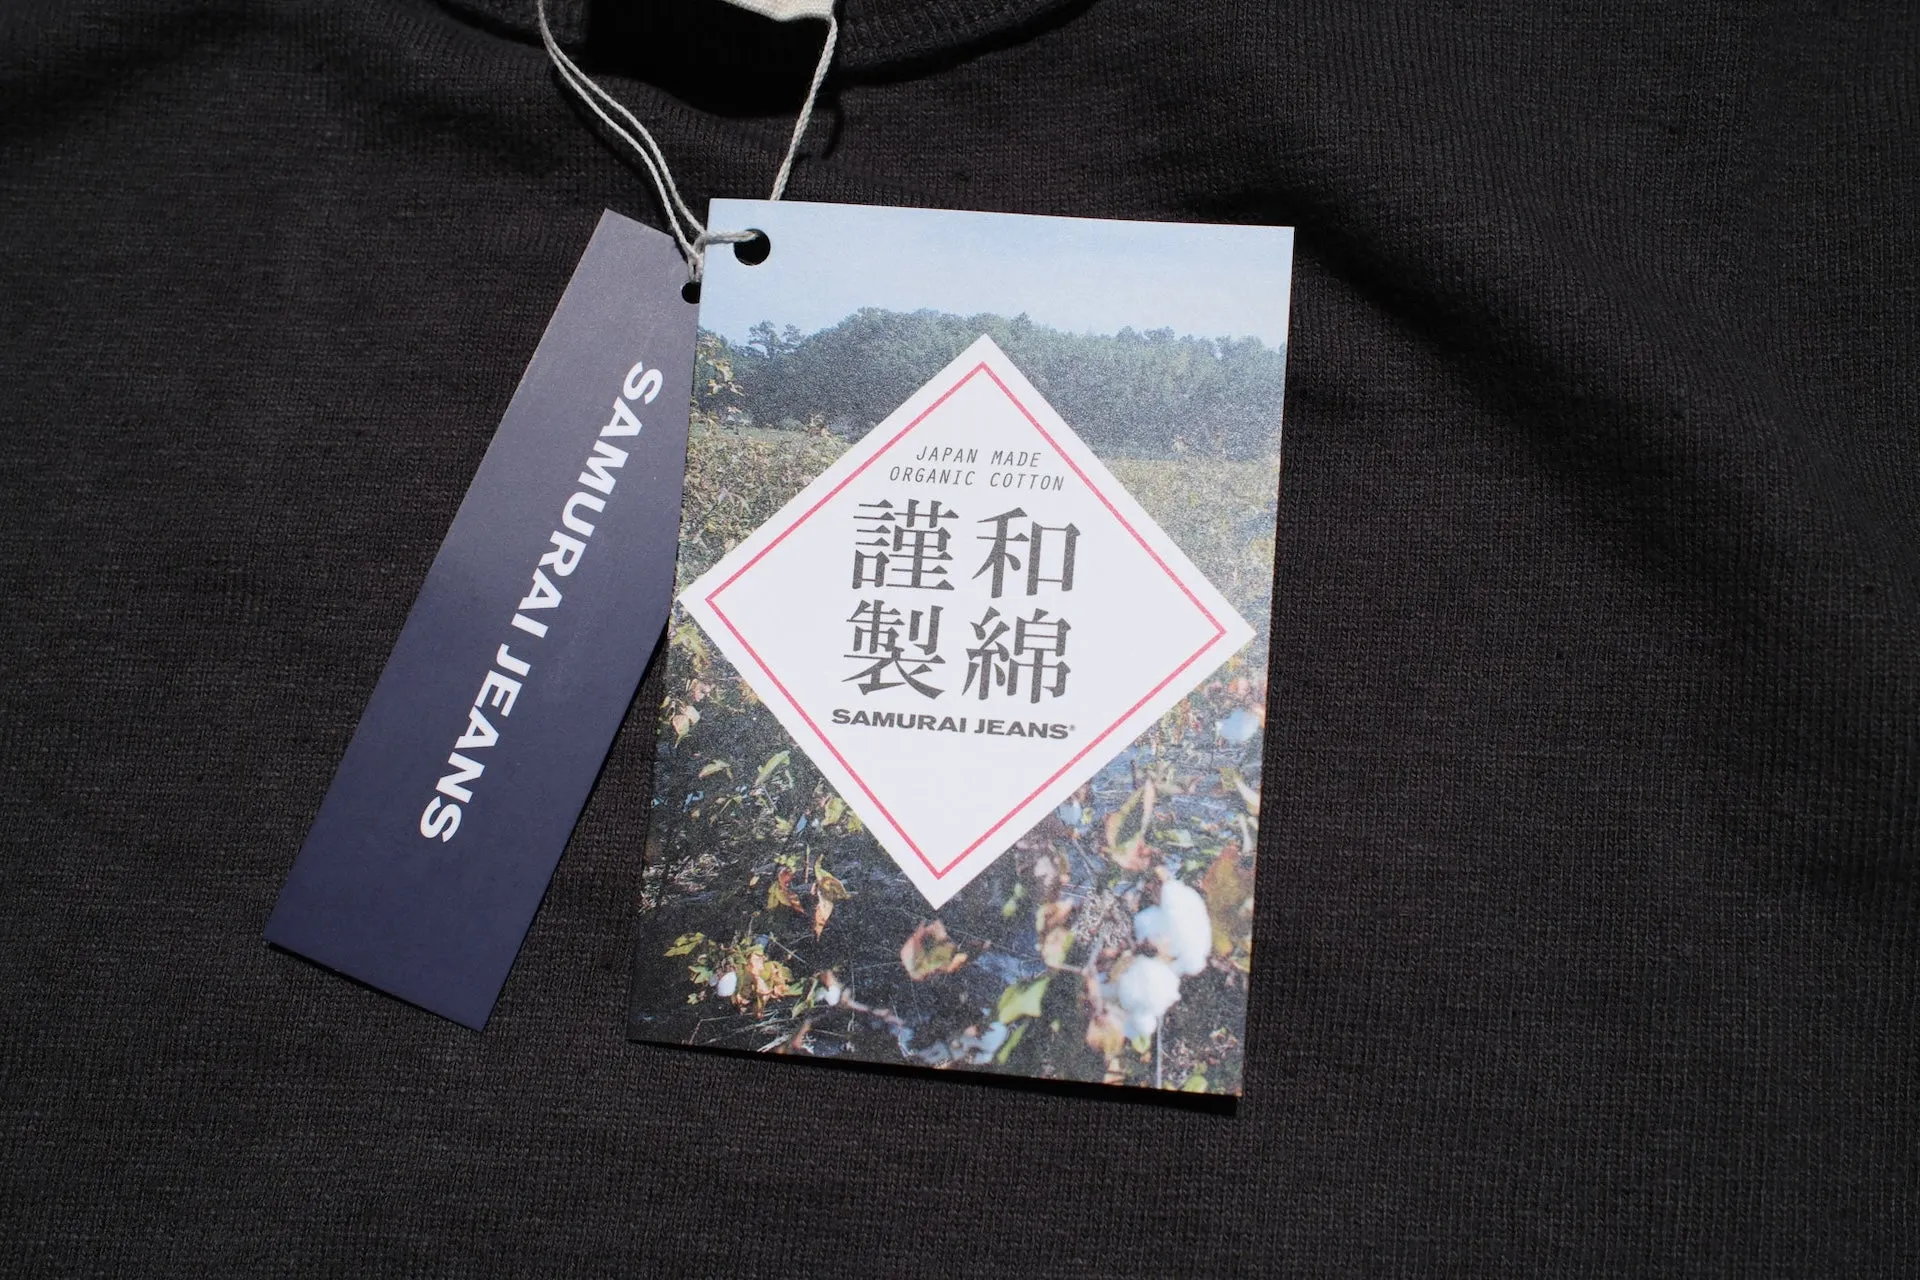 SAMURAI JEANS
JAPAN MADE
ORGANIC COTTON
和綿
謹製
SAMURAI JEANS®